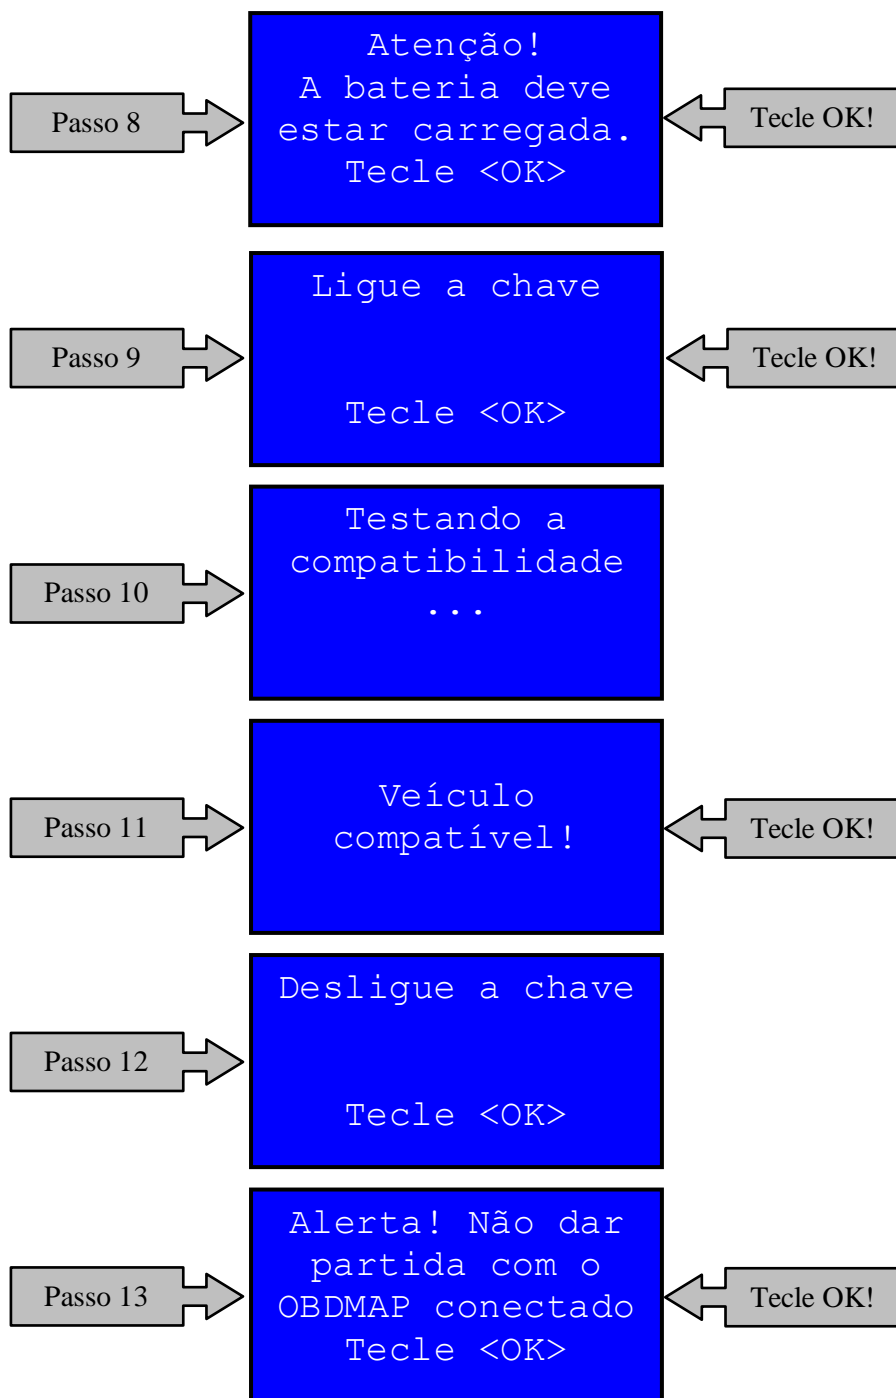 Passo 8
Atenção!
A bateria deve
estar carregada.
Tecle <OK>
Tecle OK!
Passo 9
Ligue a chave
Tecle <OK>
Tecle OK!
Passo 10
Testando a
compatibilidade
...
Passo 11
Veículo
compatível!
Tecle OK!
Passo 12
Desligue a chave
Tecle <OK>
Passo 13
Alerta! Não dar
partida com o
OBDMAP conectado
Tecle <OK>
Tecle OK!